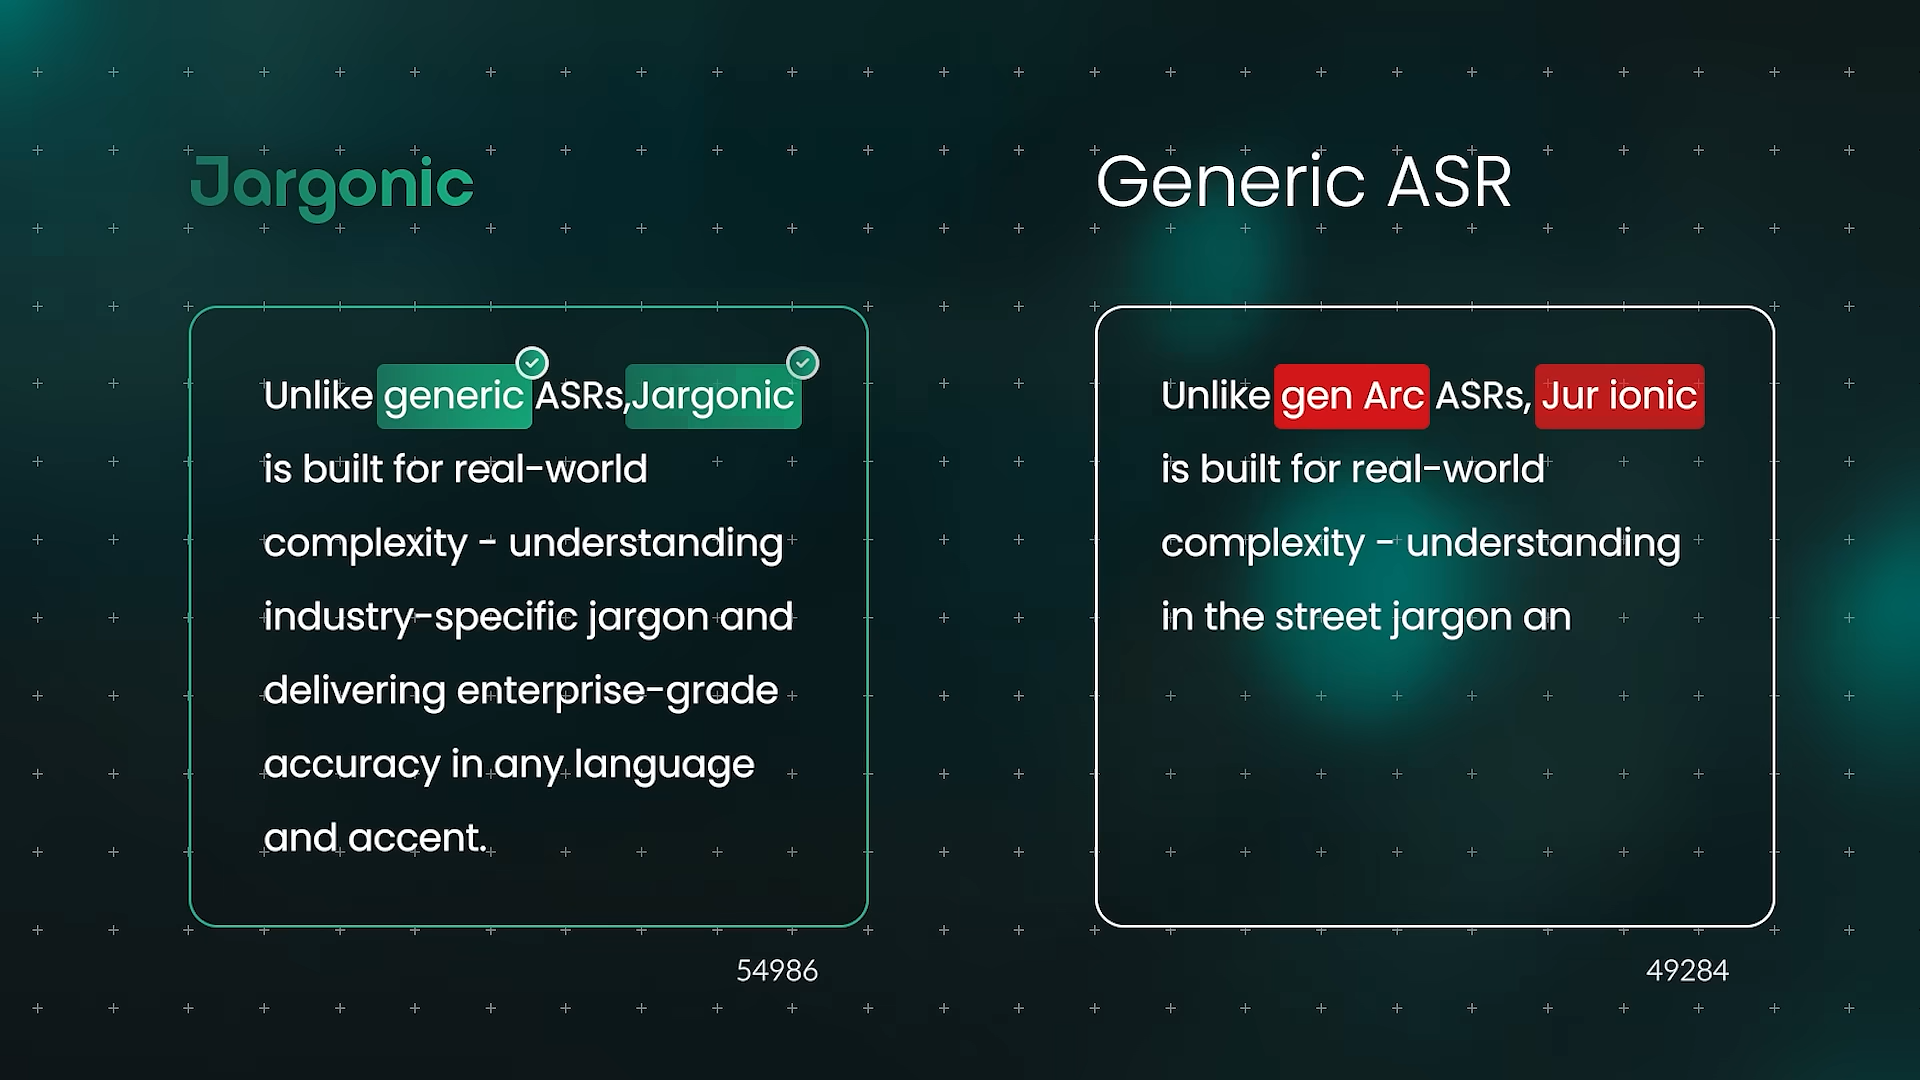 Jargonic
Unlike generic ASRs,Jargonic
is built for real-world
complexity - understanding
industry-specific jargon and
delivering enterprise-grade
accuracy in any language
and accent.
54986
Generic ASR
Unlike gen Arc ASRs, Jur ionic
is built for real-world
complexity - understanding
in the street jargon an
49284